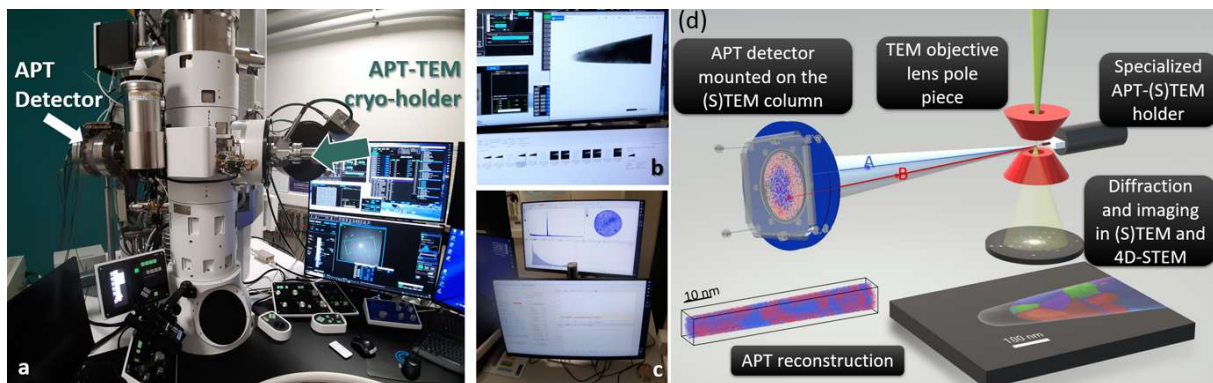 APT
Detector
APT-TEM
cryo-holder
a
b
c
(d)
APT detector
mounted on the
(S)TEM column
TEM objective
lens pole
piece
Specialized
APT-(S)TEM
holder
A
B
Diffraction
and imaging
in (S)TEM and
4D-STEM
10 nm
APT reconstruction
100 nm